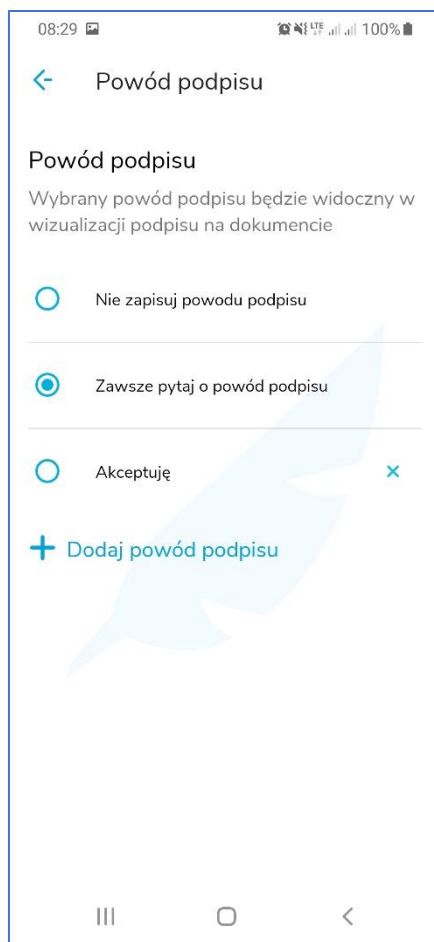 08:29 LTE 100%
Powód podpisu
Powód podpisu
Wybrany powód podpisu będzie widoczny w
wizualizacji podpisu na dokumencie
Nie zapisuj powodu podpisu
Zawsze pytaj o powód podpisu
Akceptuję
Dodaj powód podpisu